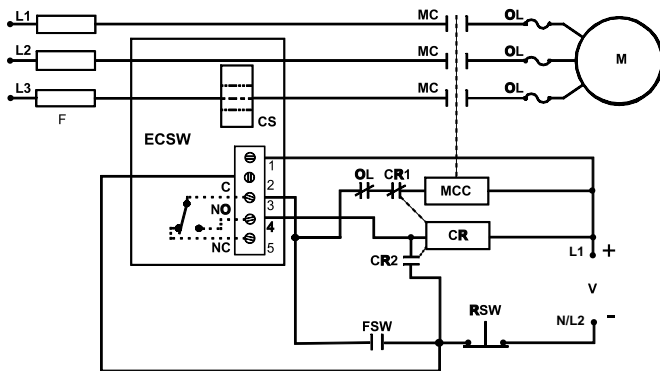 L1
MC
OL
L2
MC
OL
M
L3
MC
OL
F
CS
ECSW
1
C
2
OL
CR1
MCC
NO
3
4
CR
NC
5
CR2
L1
+
V
FSW
RSW
N/L2
-